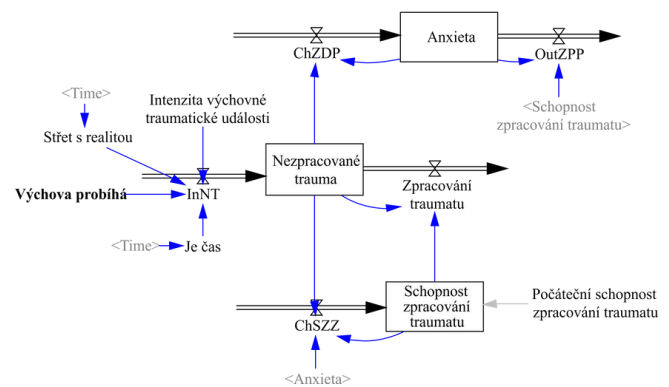 Anxieta
ChZDP
OutZPP
<Time>
Intenzita výchovné
traumatické události
<Schopnost
zpracování traumatu>
Střet s realitou
Nezpracované
trauma
Výchova probíhá
InNT
Zpracování
traumatu
<Time>
Je čas
Schopnost
zpracování
traumatu
Počáteční schopnost
zpracování traumatu
ChSZZ
<Anxieta>